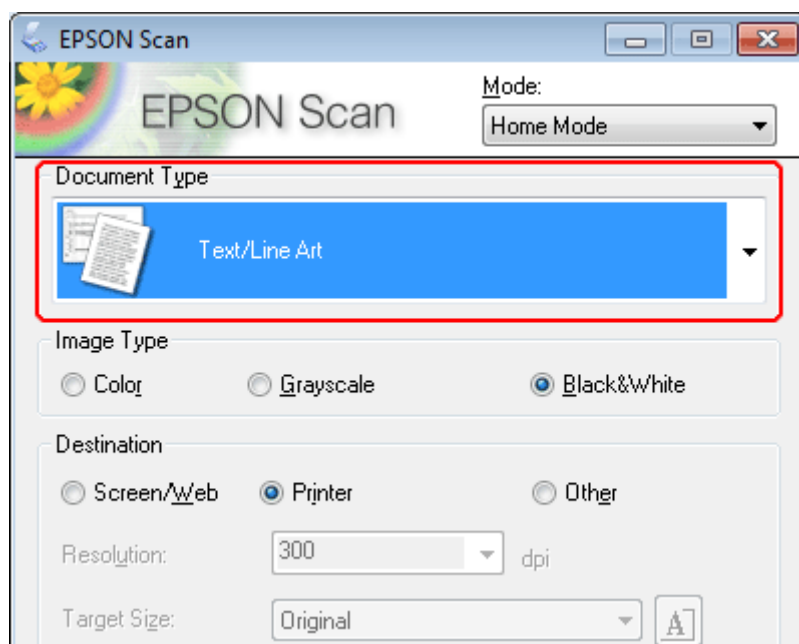 EPSON Scan
EPSON Scan
Mode:
Home Mode
Document Type
Text/Line Art
Image Type
Color Grayscale Black&White
Destination
Screen/Web Printer Other
Resolution: 300 dpi
Target Size: Original A